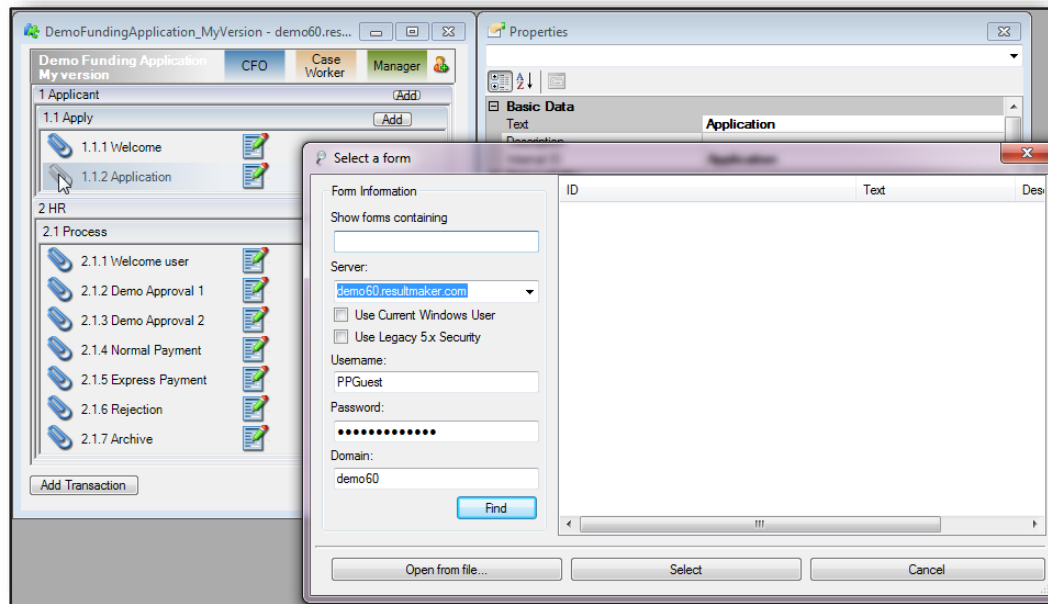 DemoFundingApplication_MyVersion - demo60.res...
Demo Funding Application
My version
CFO
Case
Worker
Manager
1 Applicant
(Add)
1.1 Apply
Add
1.1.1 Welcome
1.1.2 Application
2 HR
2.1 Process
2.1.1 Welcome user
2.1.2 Demo Approval 1
2.1.3 Demo Approval 2
2.1.4 Normal Payment
2.1.5 Express Payment
2.1.6 Rejection
2.1.7 Archive
Add Transaction
Properties
Basic Data
Text Application
Description
Select a form
Form Information
Show forms containing
Server:
demo60.resultmaker.com
Use Current Windows User
Use Legacy 5.x Security
Username:
PPGuest
Password:
•••••••••••••
Domain:
demo60
Find
ID Text Des
Open from file... Select Cancel